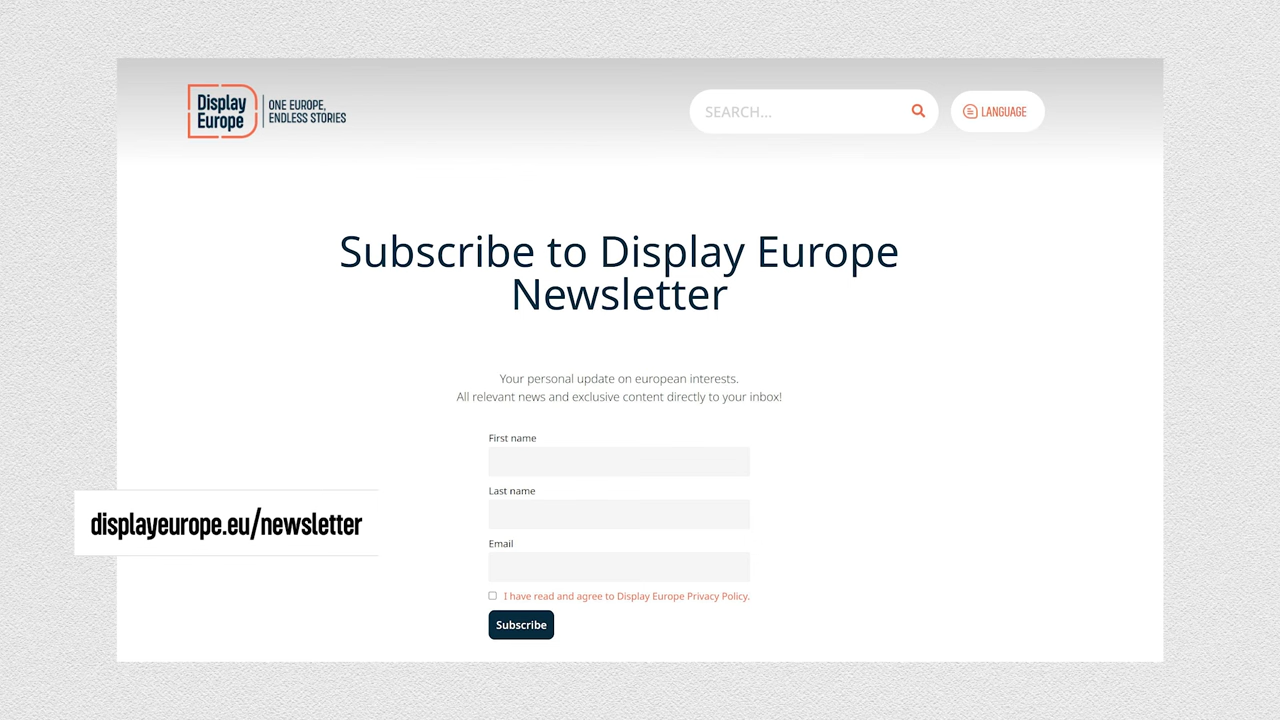 Display
Europe
ONE EUROPE,
ENDLESS STORIES
SEARCH...
LANGUAGE
Subscribe to Display Europe
Newsletter
Your personal update on european interests.
All relevant news and exclusive content directly to your inbox!
First name
Last name
displayeurope.eu/newsletter
Email
I have read and agree to Display Europe Privacy Policy.
Subscribe